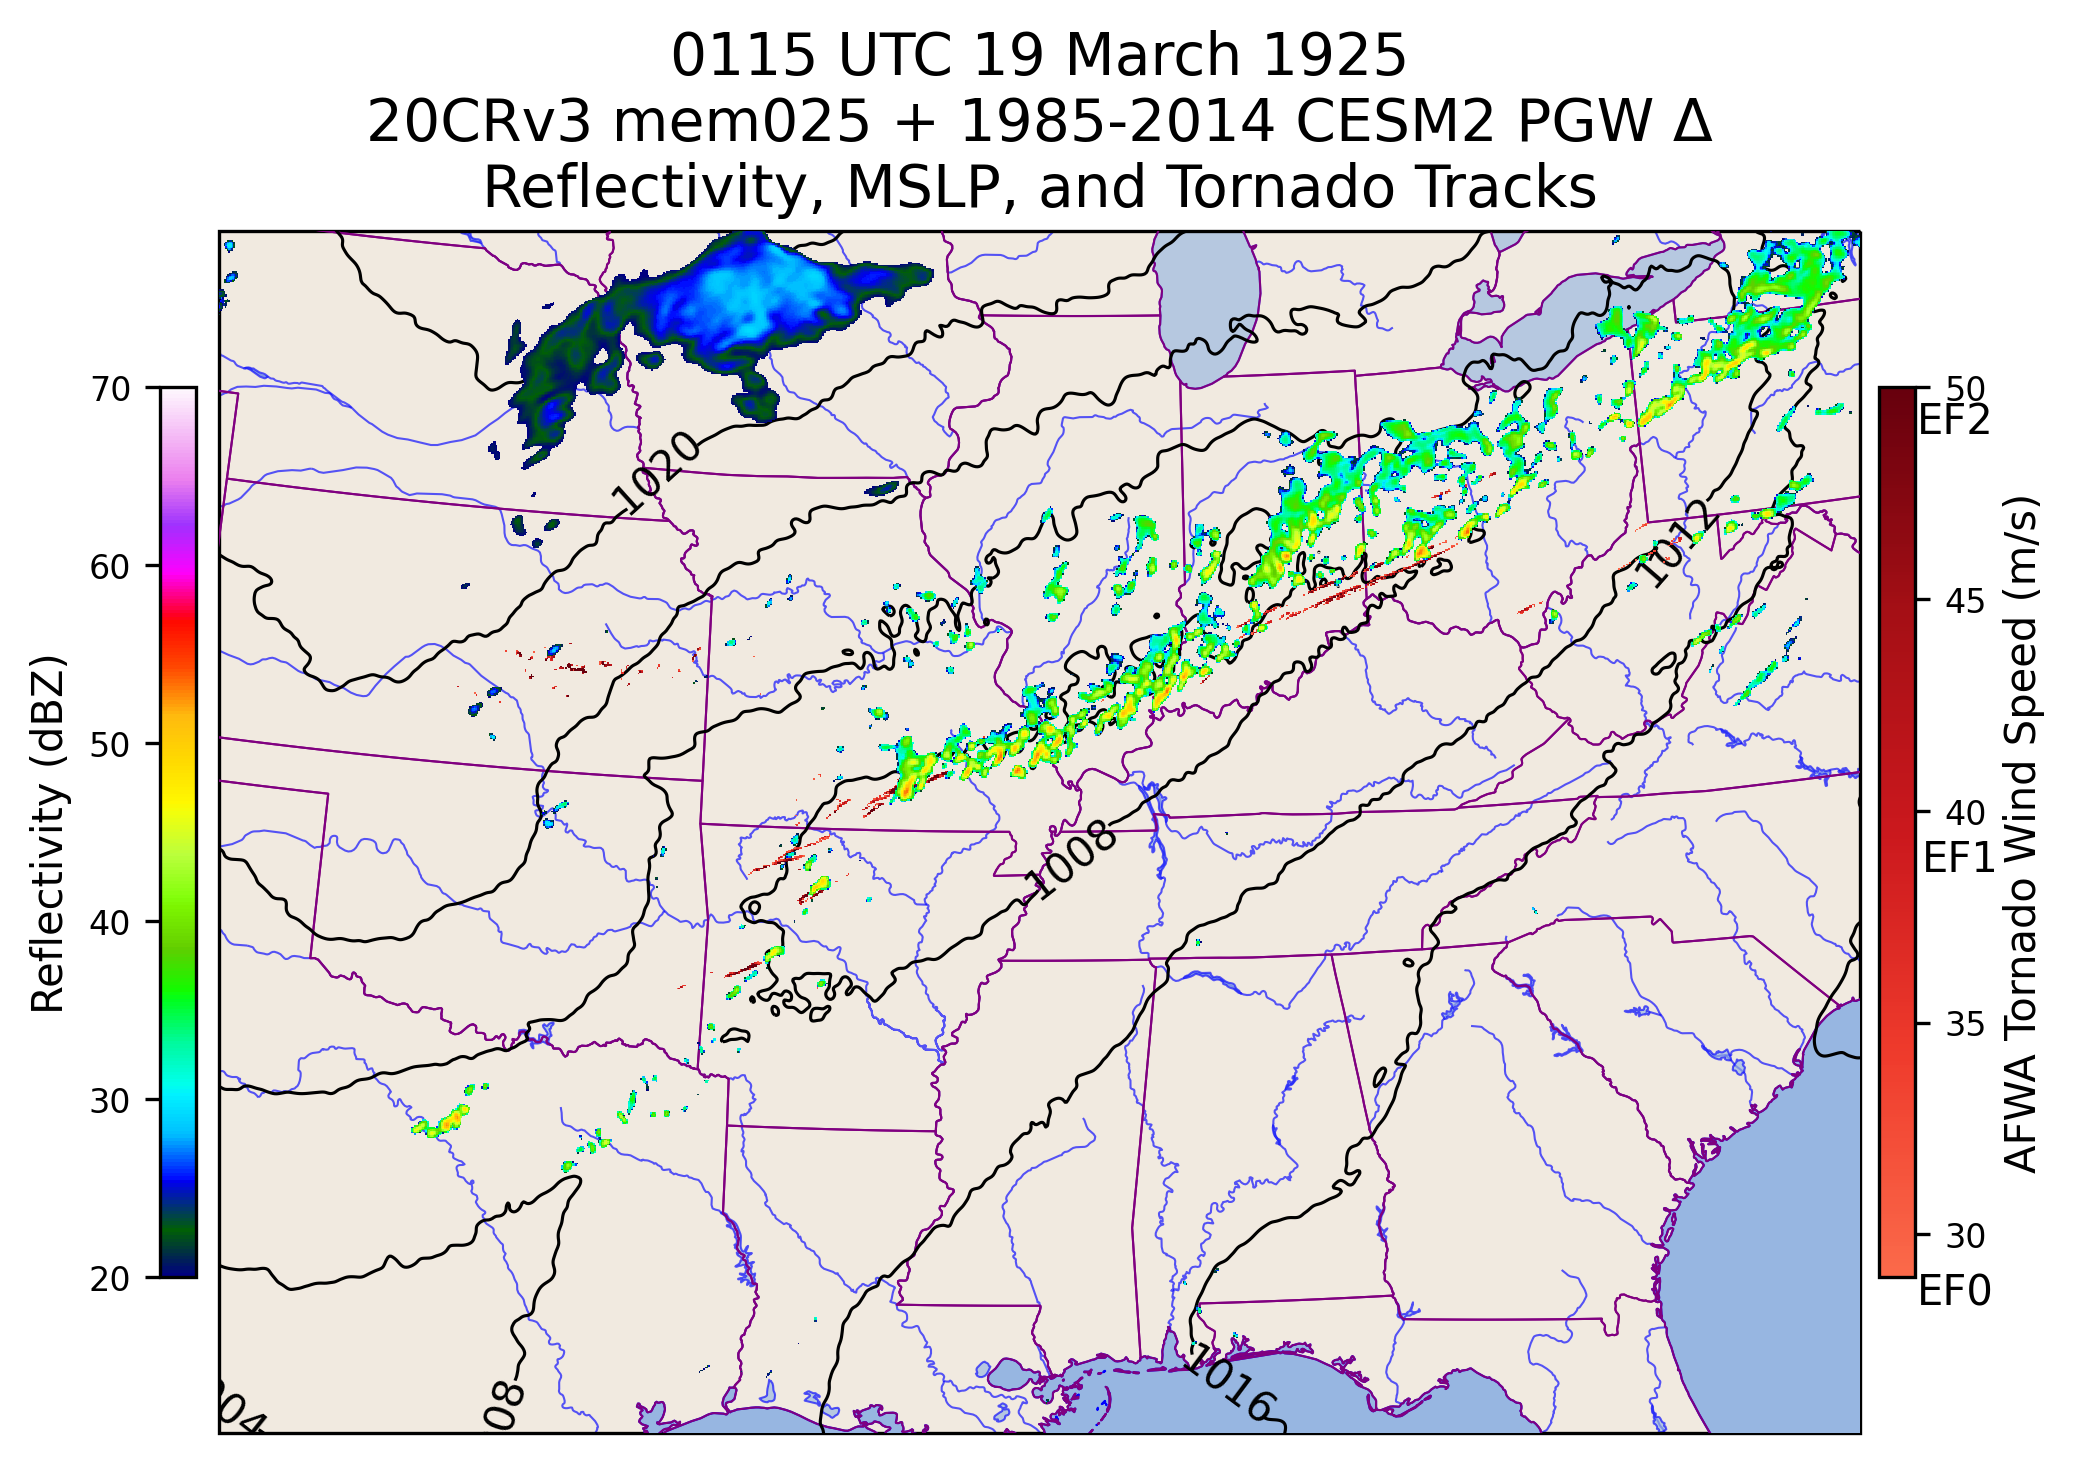 0115 UTC 19 March 1925
20CRv3 mem025 + 1985-2014 CESM2 PGW Δ
Reflectivity, MSLP, and Tornado Tracks
Reflectivity (dBZ)
70
60
50
40
30
20
1020
1012
1008
1016
08
04
50
EF2
45
40
EF1
35
30
EF0
AFWA Tornado Wind Speed (m/s)